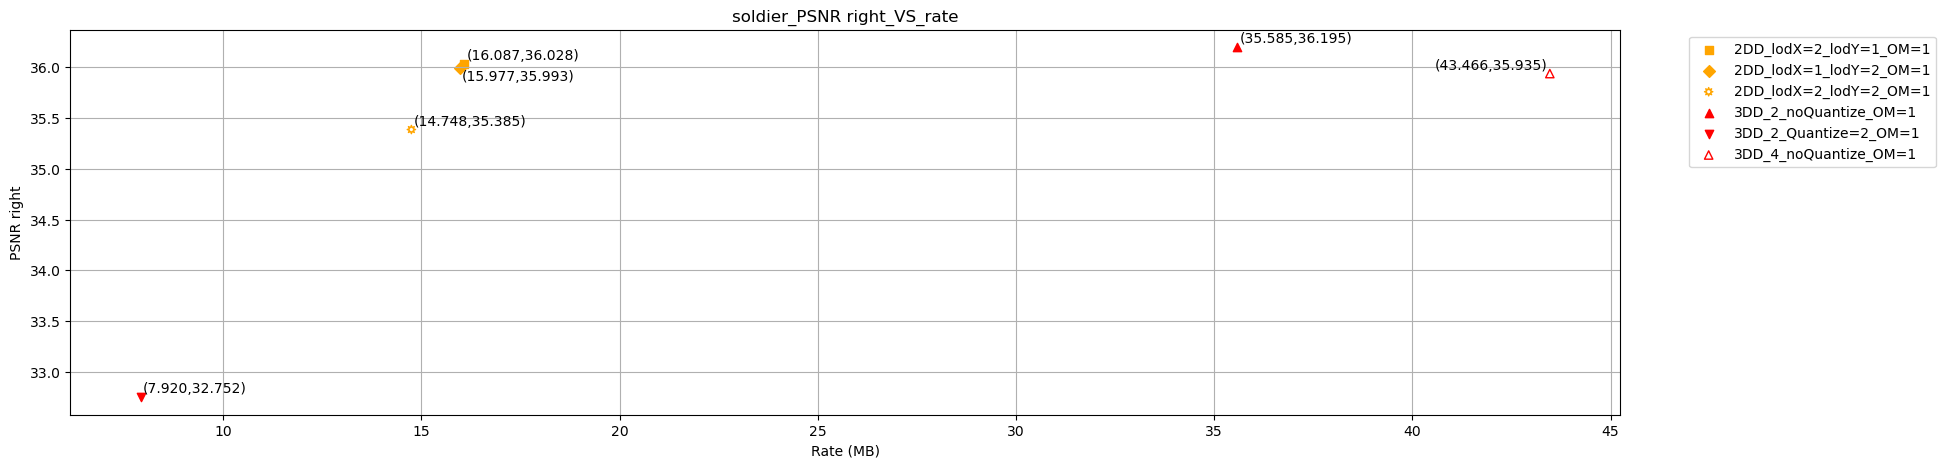 soldier_PSNR right_VS_rate
(35.585,36.195)
(16.087,36.028)
(43.466,35.935)
(15.977,35.993)
(14.748,35.385)
(7.920,32.752)
36.0
35.5
35.0
34.5
34.0
33.5
33.0
PSNR right
10 15 20 25 30 35 40 45
Rate (MB)
2DD_lodX=2_lodY=1_OM=1
2DD_lodX=1_lodY=2_OM=1
2DD_lodX=2_lodY=2_OM=1
3DD_2_noQuantize_OM=1
3DD_2_Quantize=2_OM=1
3DD_4_noQuantize_OM=1